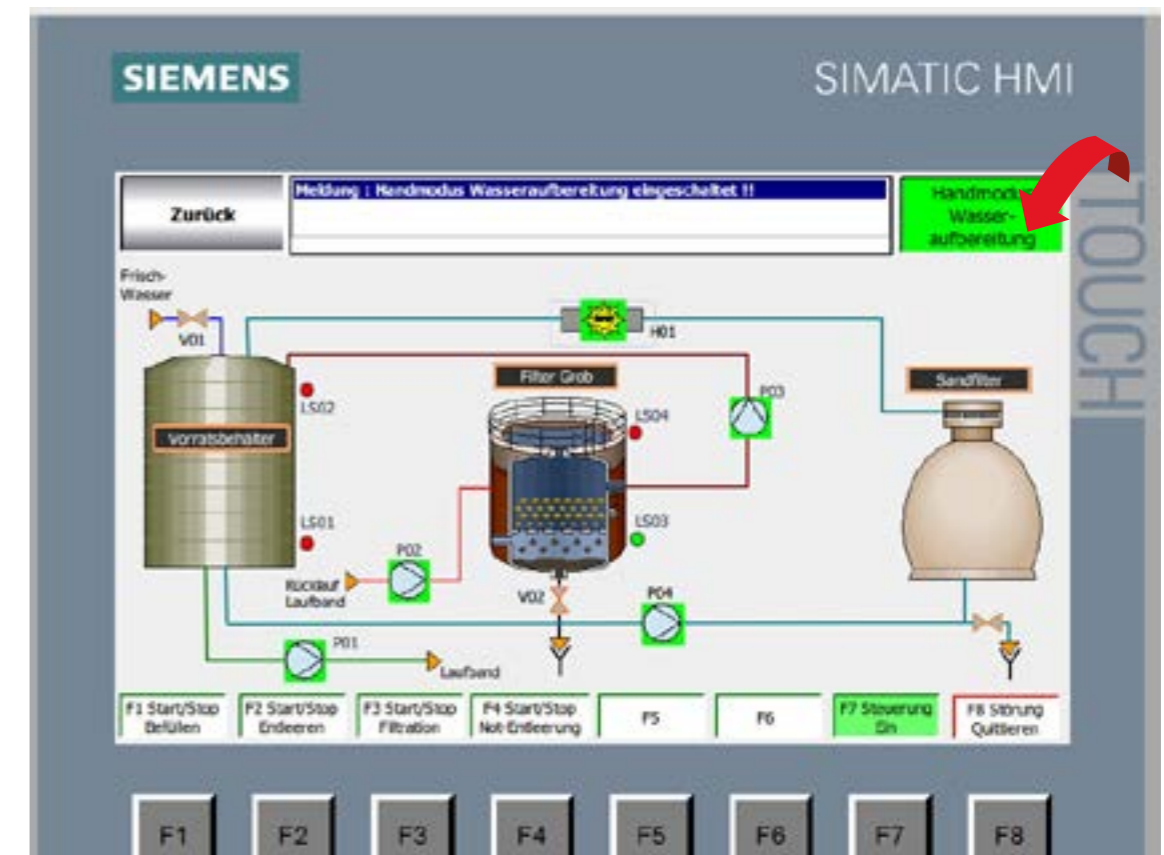 SIEMENS
SIMATIC HMI
TOUCH
Zurück
Meldung : Handmodus Wasseraufbereitung eingeschaltet !!
Handmodus
Wasser-
aufbereitung
Frisch-
Wasser
V01
H01
Filter Grob
P03
Sandfilter
LS02
LS04
Vorratsbehälter
LS01
LS03
P02
Rücklauf
Laufband
V02
P04
P01
Laufband
F1 Start/Stop
Befüllen
F2 Start/Stop
Entleeren
F3 Start/Stop
Filtration
F4 Start/Stop
Not-Entleerung
F5
F6
F7 Steuerung
Ein
F8 Störung
Quittieren
F1
F2
F3
F4
F5
F6
F7
F8